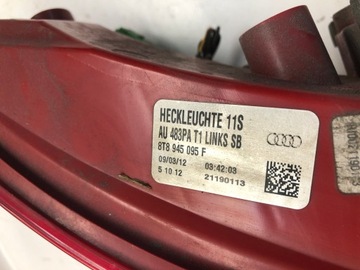 HECKLEUCHTE 11S
AU 483PA T1 LINKS SB
8T8 945 095 F
09/03/12 03:42:03
5 10 12 21190113